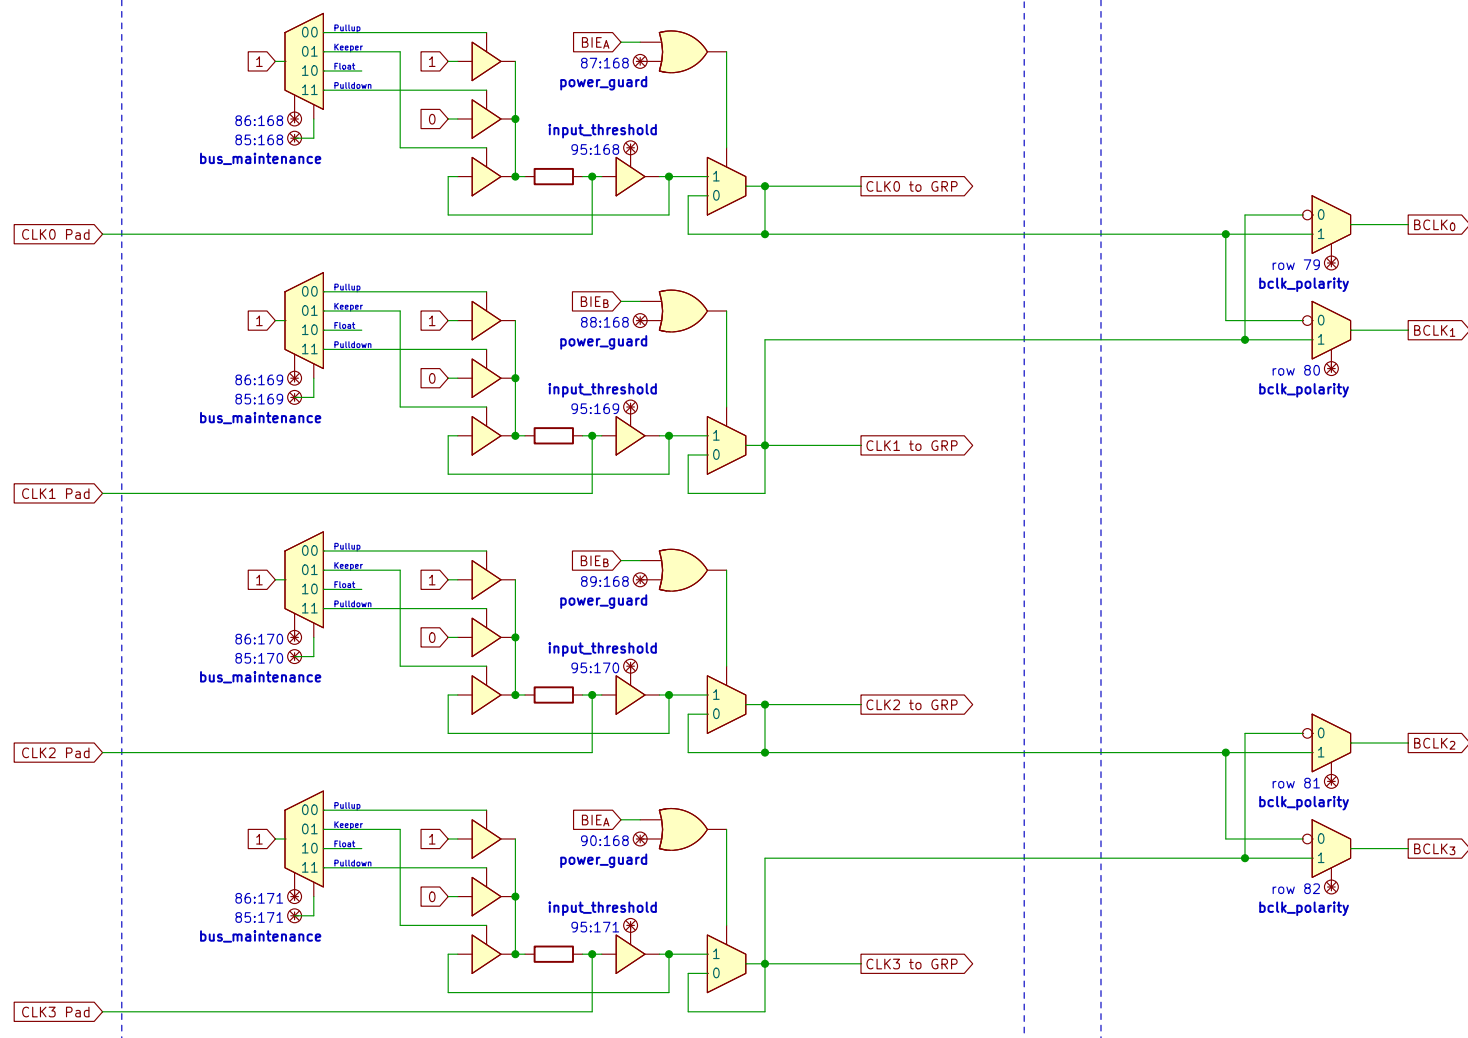 Pullup
00
Keeper
01
1
1
Float
10
Pulldown
11
BIEA
87:168
power_guard
86:168
0
85:168
bus_maintenance
input_threshold
95:168
1
0
CLK0 to GRP
CLK0 Pad
0
1
BCLK0
row 79
bclk_polarity
Pullup
00
Keeper
01
1
1
Float
10
Pulldown
11
BIEB
88:168
power_guard
0
1
BCLK1
row 80
bclk_polarity
86:169
0
85:169
bus_maintenance
input_threshold
95:169
1
0
CLK1 to GRP
CLK1 Pad
Pullup
00
Keeper
01
1
1
Float
10
Pulldown
11
BIEB
89:168
power_guard
86:170
0
85:170
bus_maintenance
input_threshold
95:170
1
0
CLK2 to GRP
CLK2 Pad
0
1
BCLK2
row 81
bclk_polarity
Pullup
00
Keeper
01
1
1
Float
10
Pulldown
11
BIEA
90:168
power_guard
0
1
BCLK3
row 82
bclk_polarity
86:171
0
85:171
bus_maintenance
input_threshold
95:171
1
0
CLK3 to GRP
CLK3 Pad